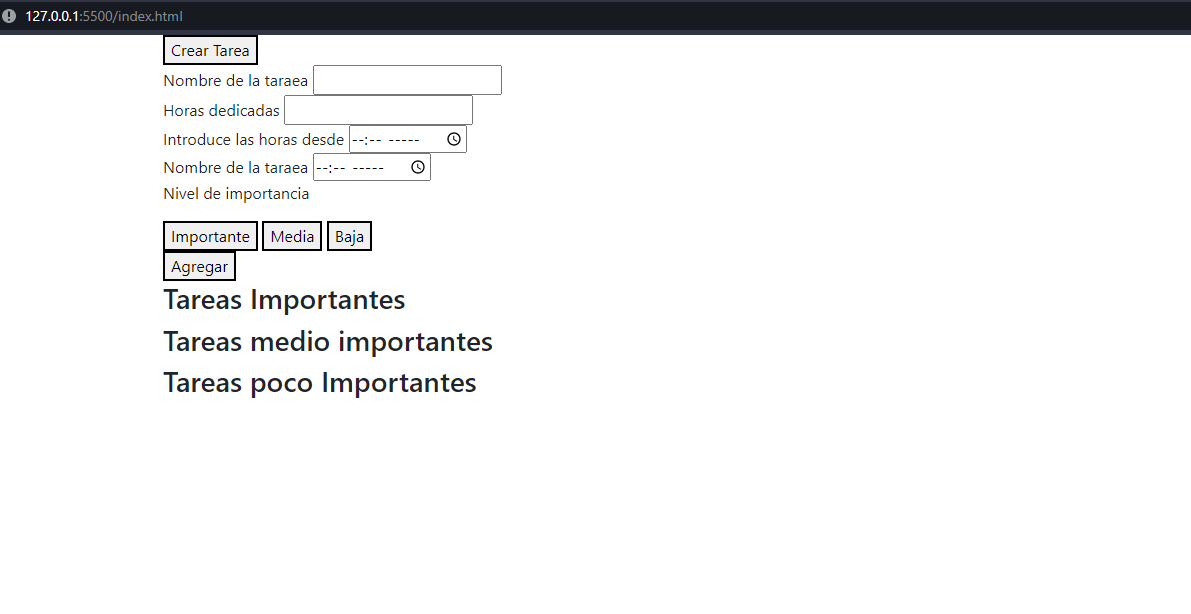 127.0.0.1:5500/index.html
Crear Tarea
Nombre de la taraea
Horas dedicadas
Introduce las horas desde --:-- -----
Nombre de la taraea --:-- -----
Nivel de importancia
Importante Media Baja
Agregar
Tareas Importantes
Tareas medio importantes
Tareas poco Importantes